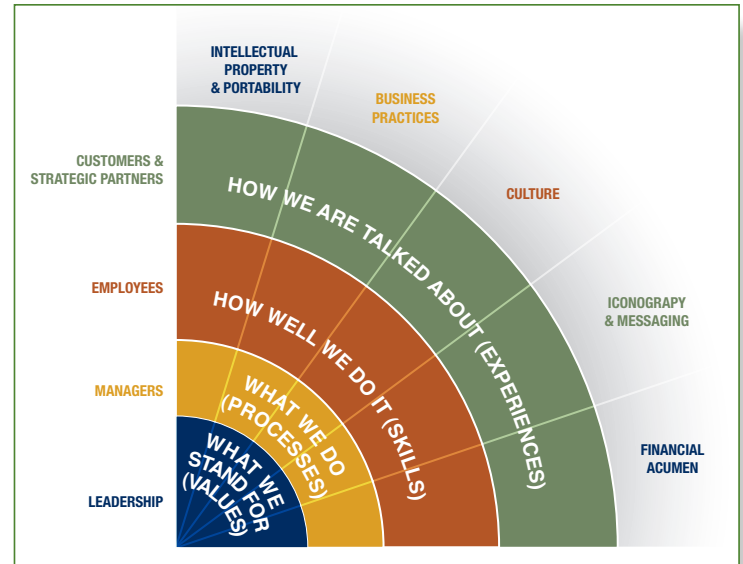 INTELLECTUAL
PROPERTY
& PORTABILITY
BUSINESS
PRACTICES
CULTURE
ICONOGRAPY
& MESSAGING
FINANCIAL
ACUMEN
CUSTOMERS &
STRATEGIC PARTNERS
EMPLOYEES
MANAGERS
LEADERSHIP
HOW WE ARE TALKED ABOUT (EXPERIENCES)
HOW WELL WE DO IT (SKILLS)
WHAT WE DO
(PROCESSES)
WHAT WE
STAND FOR
(VALUES)